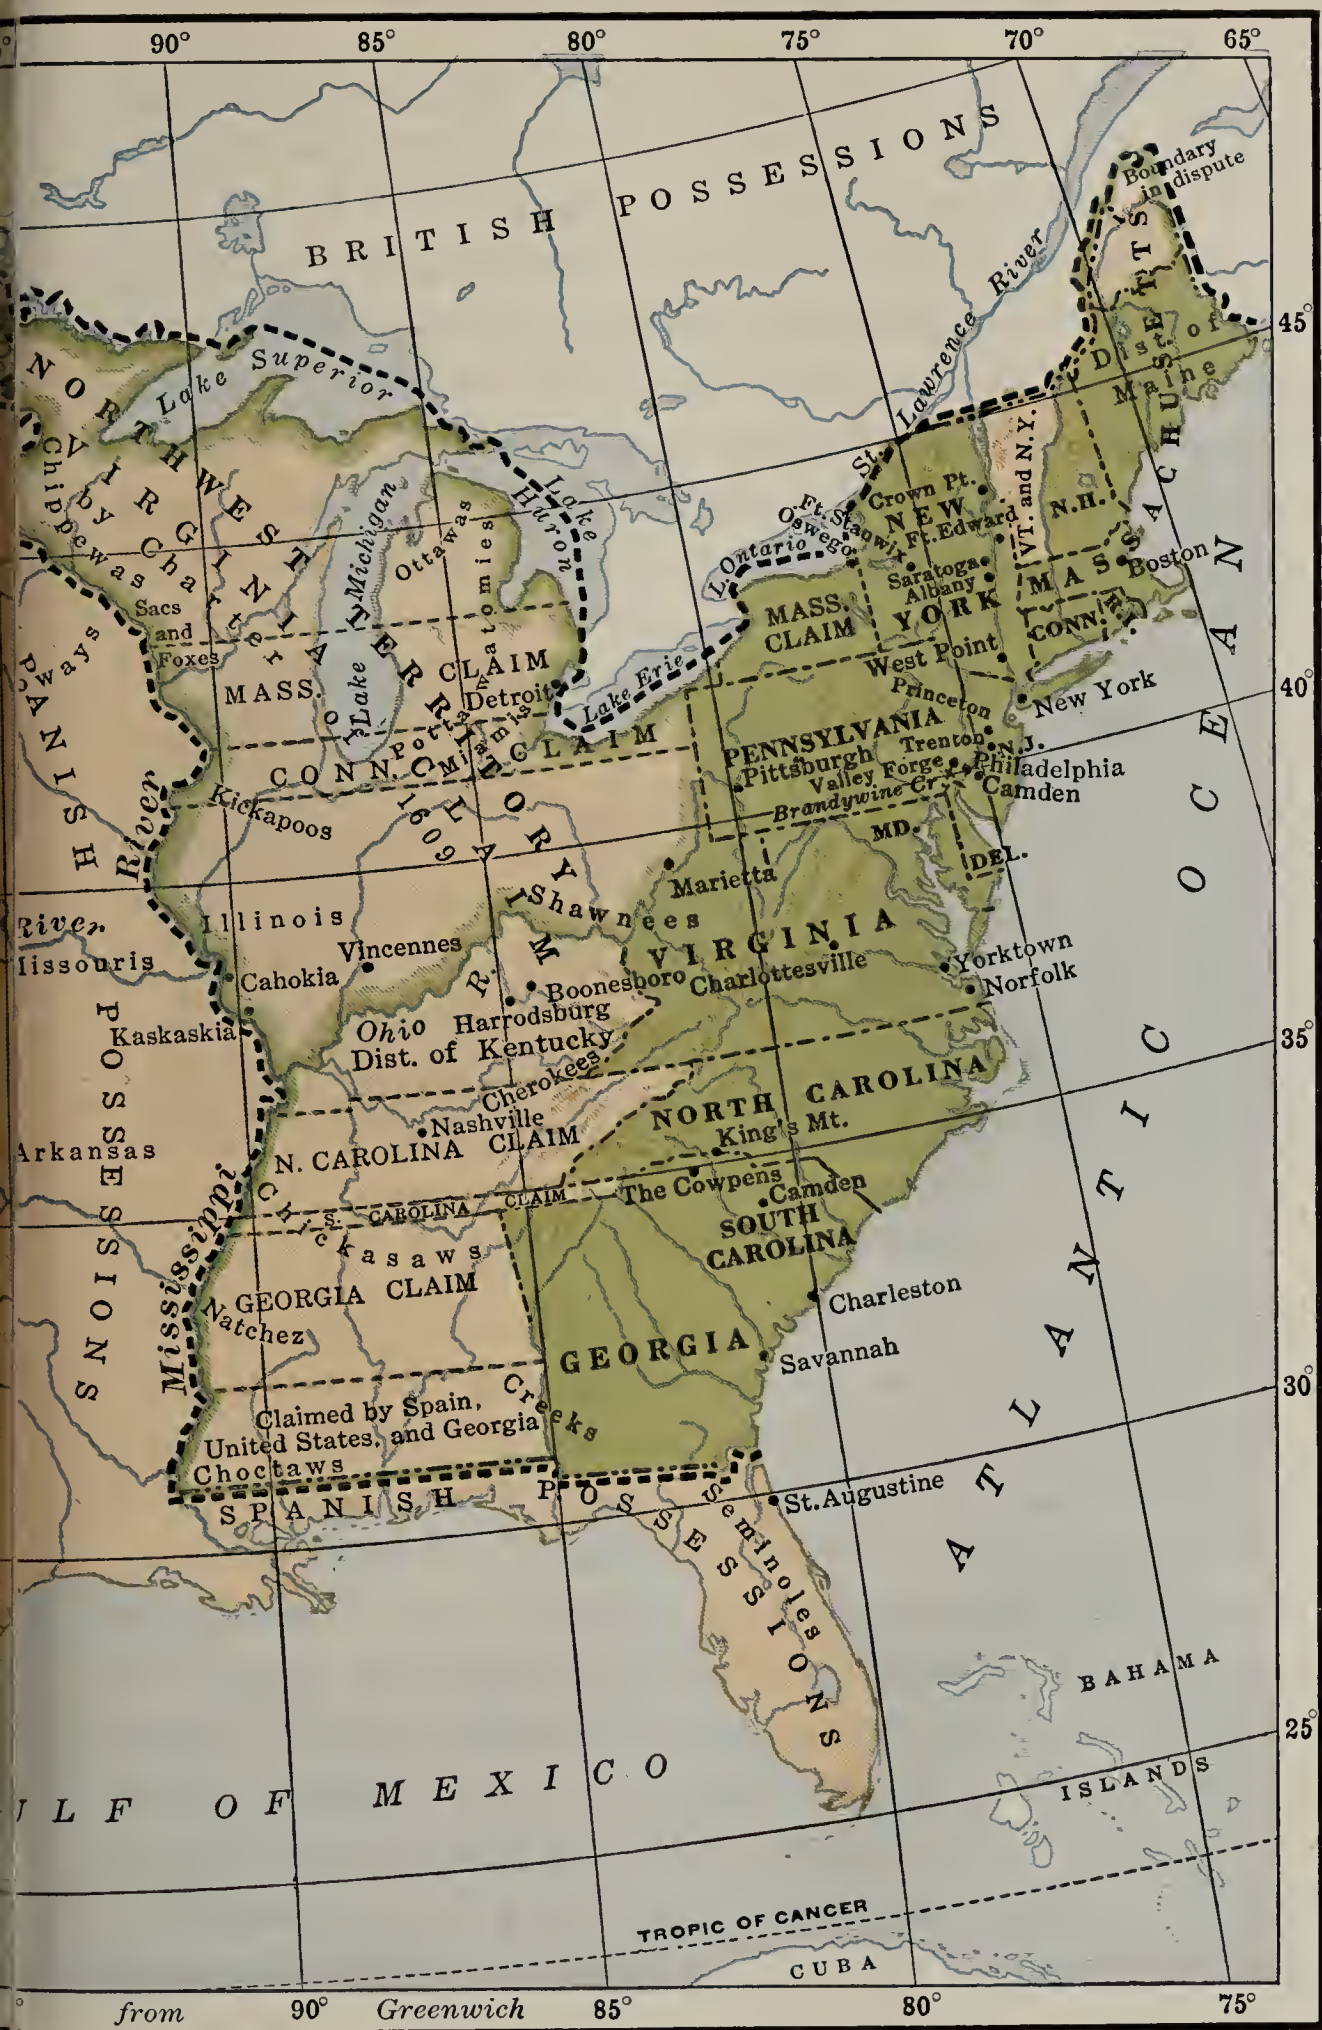 90° 85° 80° 75° 70° 65°
BRITISH POSSESSIONS
Boundary
in dispute
St. Lawrence River
45°
Dist. of
Maine
MASSACHUSETTS
Lake Superior
NORTHWEST TERRITORY
VIRGINIA CLAIM
by Charter of 1609
Chippewas
Lake Michigan
Ottawas
Pottawatomies
Lake
Huron
Crown Pt.
VT. and N.Y.
N.H.
Ft. Stanwix
Oswego
NEW
YORK
Ft. Edward
L. Ontario
Saratoga
Albany
Boston
MASS.
CLAIM
CONN.
R.I.
Sacs
and
Foxes
MASS. CLAIM
Detroit
Lake Erie
West Point
New York
40°
Princeton
PENNSYLVANIA
Trenton
N.J.
Pittsburgh
Valley Forge
Philadelphia
Brandywine Cr.
Camden
CONN. CLAIM
Miamis
Kickapoos
MD.
DEL.
River
Marietta
Shawnees
SPANISH POSSESSIONS
River
Missouris
Illinois
Vincennes
Cahokia
VIRGINIA
Charlottesville
Yorktown
Norfolk
Boonesboro
Harrodsburg
Kaskaskia
Ohio R.
Dist. of Kentucky
35°
Cherokees
NORTH CAROLINA
Nashville
King's Mt.
N. CAROLINA CLAIM
Arkansas
The Cowpens
Camden
S. CAROLINA CLAIM
SOUTH
CAROLINA
Chickasaws
Mississippi
GEORGIA CLAIM
Natchez
Charleston
GEORGIA
Savannah
30°
Creeks
Claimed by Spain,
United States, and Georgia
Choctaws
SPANISH POSSESSIONS
Seminoles
St. Augustine
ATLANTIC OCEAN
BAHAMA
ISLANDS
25°
ULF OF MEXICO
TROPIC OF CANCER
CUBA
from 90° Greenwich 85° 80° 75°